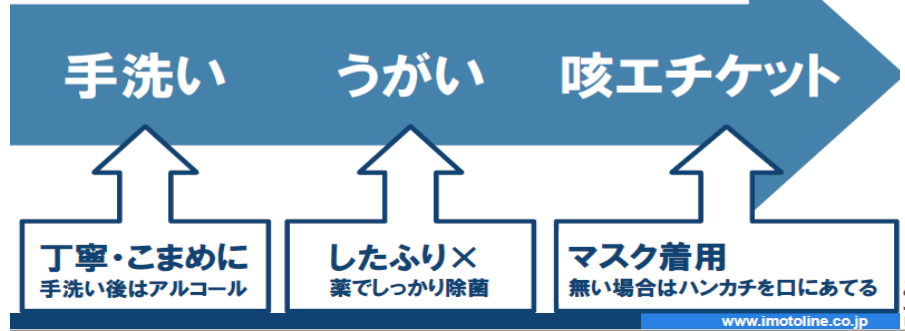 手洗い
うがい
咳エチケット
丁寧・こまめに
手洗い後はアルコール
したふり×
薬でしっかり除菌
マスク着用
無い場合はハンカチを口にあてる
www.imotoline.co.jp